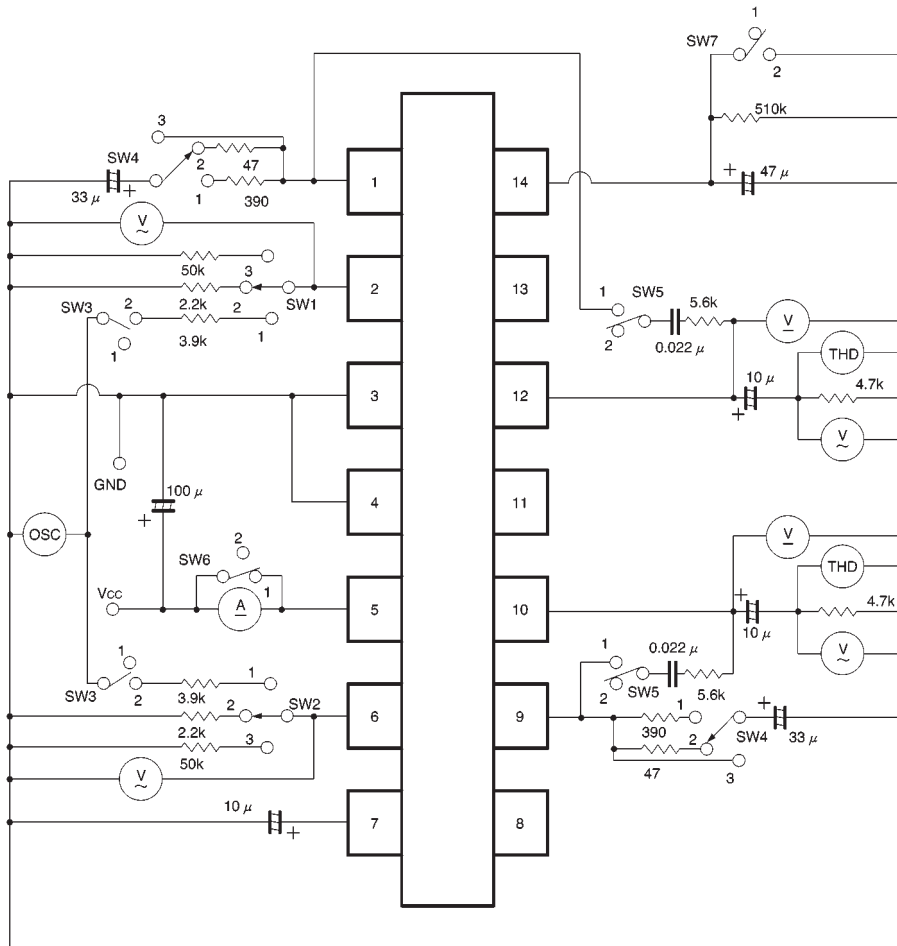 1
SW7
2
510k
3
SW4
2
47
33 μ
+
1
390
1
14
+
47 μ
V
~
50k
3
2.2k
2
SW1
2
13
SW3
2
3.9k
1
1
1
SW5
5.6k
2
0.022 μ
V
THD
10 μ
4.7k
+
3
12
V
~
GND
100 μ
+
4
11
OSC
SW6
2
1
Vcc
A
5
10
V
THD
+
4.7k
10 μ
V
~
0.022 μ
1
2
SW5
5.6k
1
SW3
2
3.9k
1
2
SW2
2.2k
3
50k
6
9
390
1
2
SW4
+
33 μ
47
3
V
~
10 μ
+
7
8